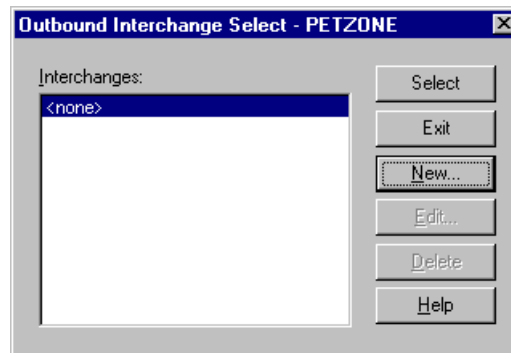 Outbound Interchange Select - PETZONE
Interchanges:
<none>
Select
Exit
New...
Edit...
Delete
Help